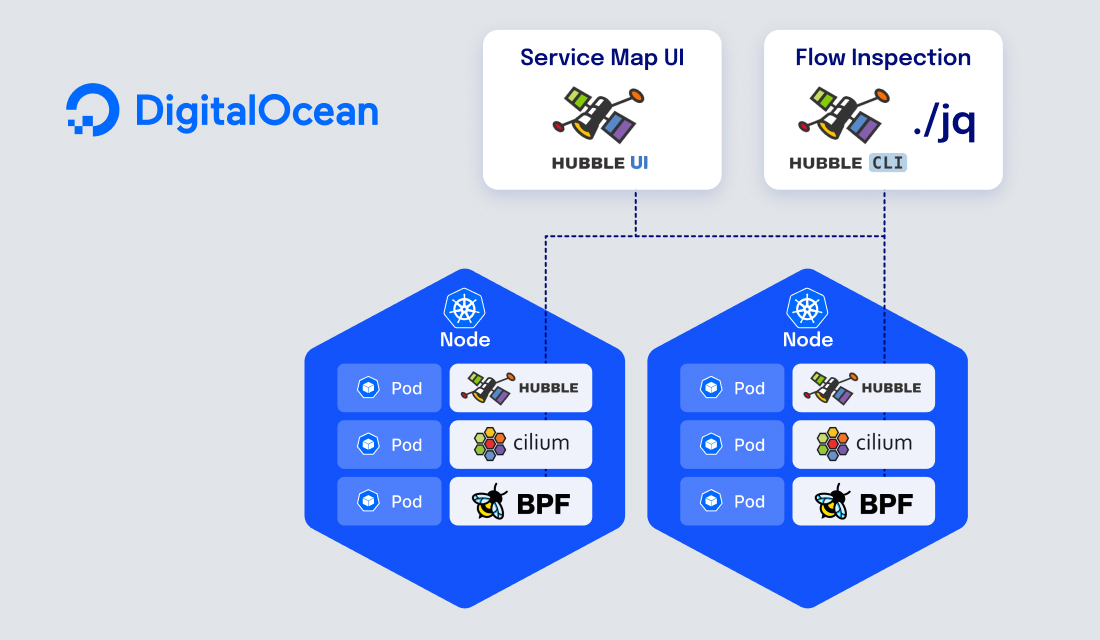 DigitalOcean
Service Map UI
HUBBLE UI
Flow Inspection
./jq
HUBBLE CLI
Node
Pod
HUBBLE
Pod
cilium
Pod
BPF
Node
Pod
HUBBLE
Pod
cilium
Pod
BPF